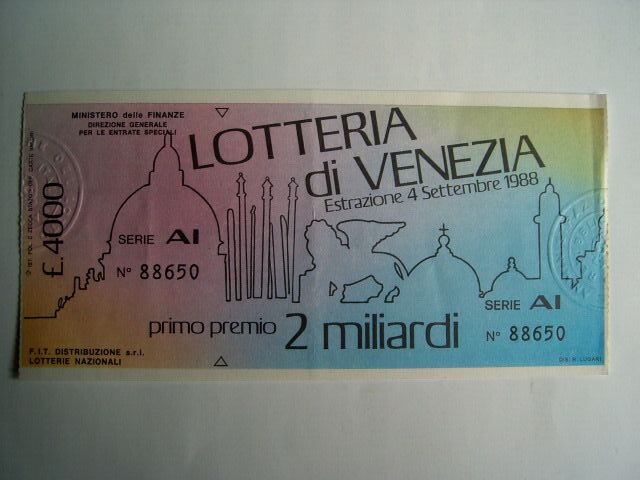 MINISTERO delle FINANZE
DIREZIONE GENERALE
PER LE ENTRATE SPECIALI
LOTTERIA
di VENEZIA
Estrazione 4 Settembre 1988
£. 4000
SERIE AI
N° 88650
primo premio 2 miliardi
SERIE AI
N° 88650
F.I.T. DISTRIBUZIONE s.r.l.
LOTTERIE NAZIONALI